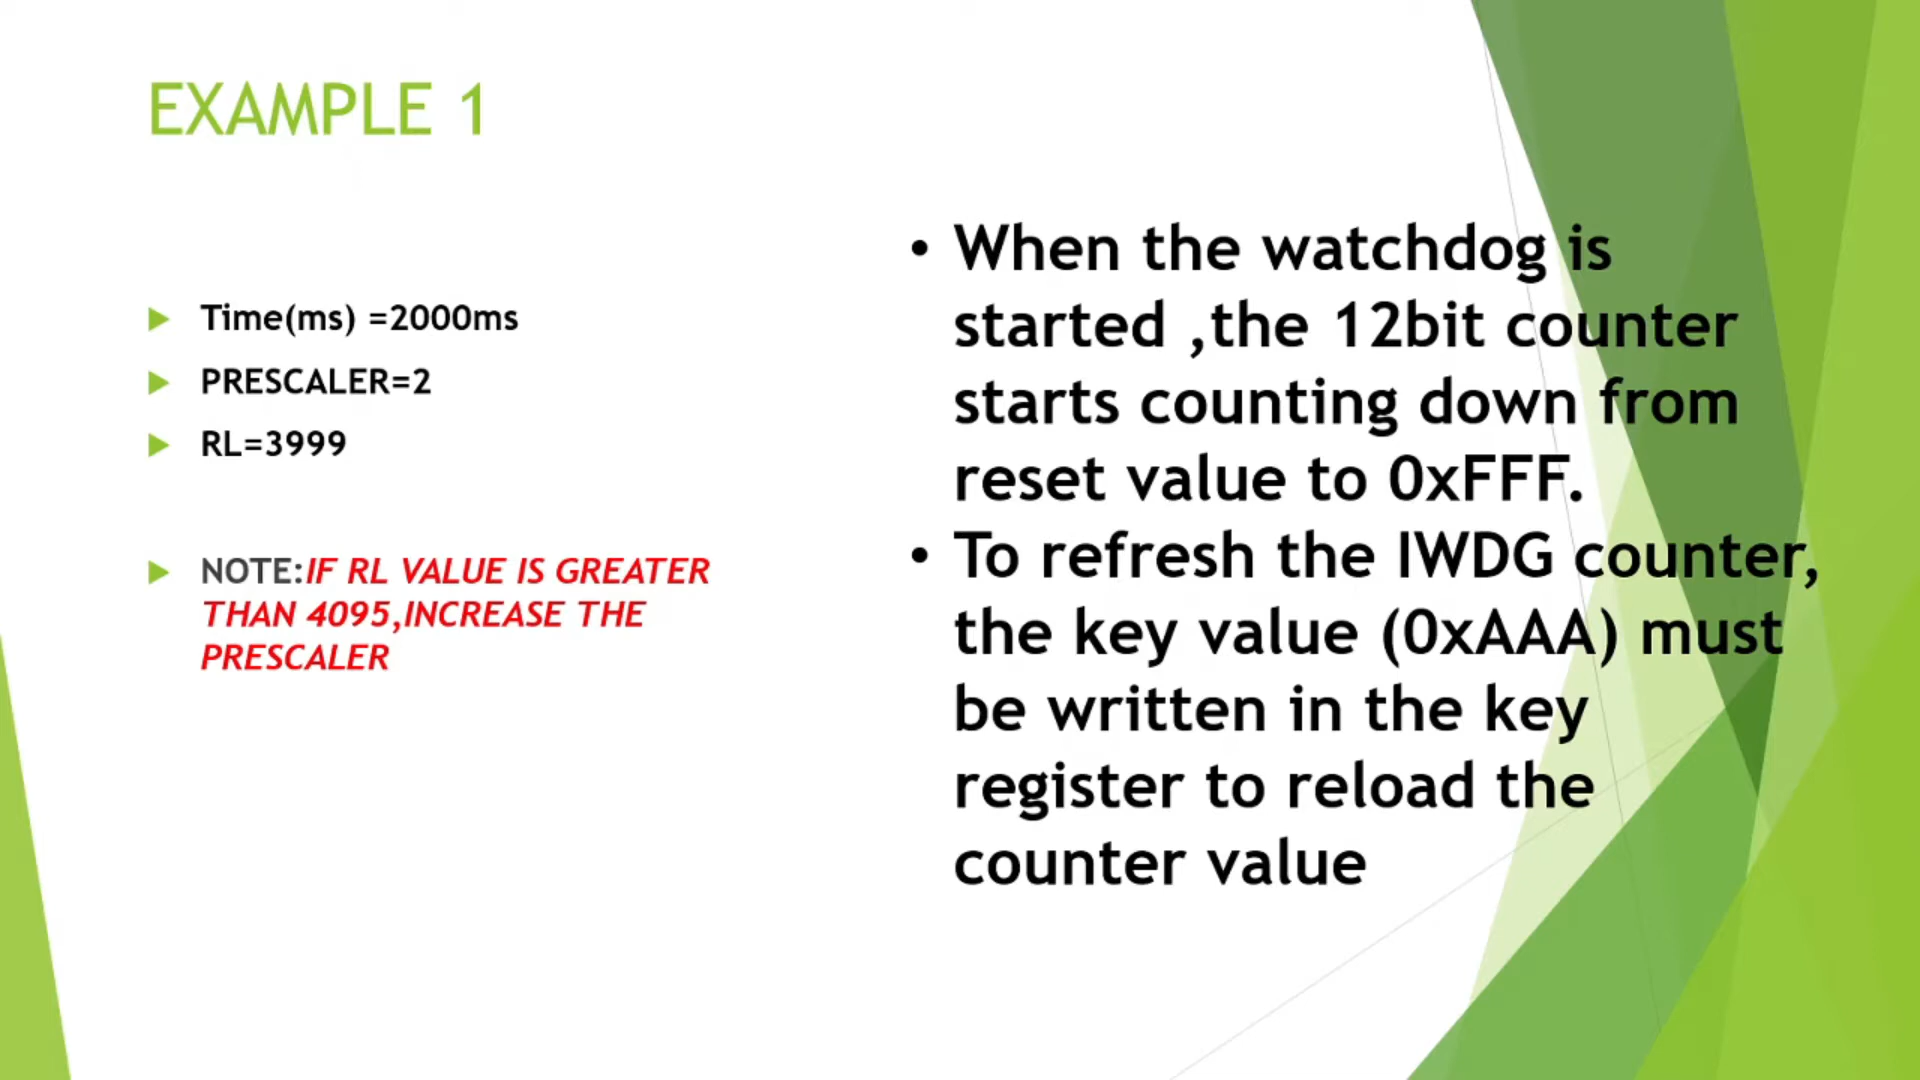 EXAMPLE 1
Time(ms) =2000ms
PRESCALER=2
RL=3999
NOTE:IF RL VALUE IS GREATER
THAN 4095,INCREASE THE
PRESCALER
• When the watchdog is
started ,the 12bit counter
starts counting down from
reset value to 0xFFF.
• To refresh the IWDG counter,
the key value (0xAAA) must
be written in the key
register to reload the
counter value